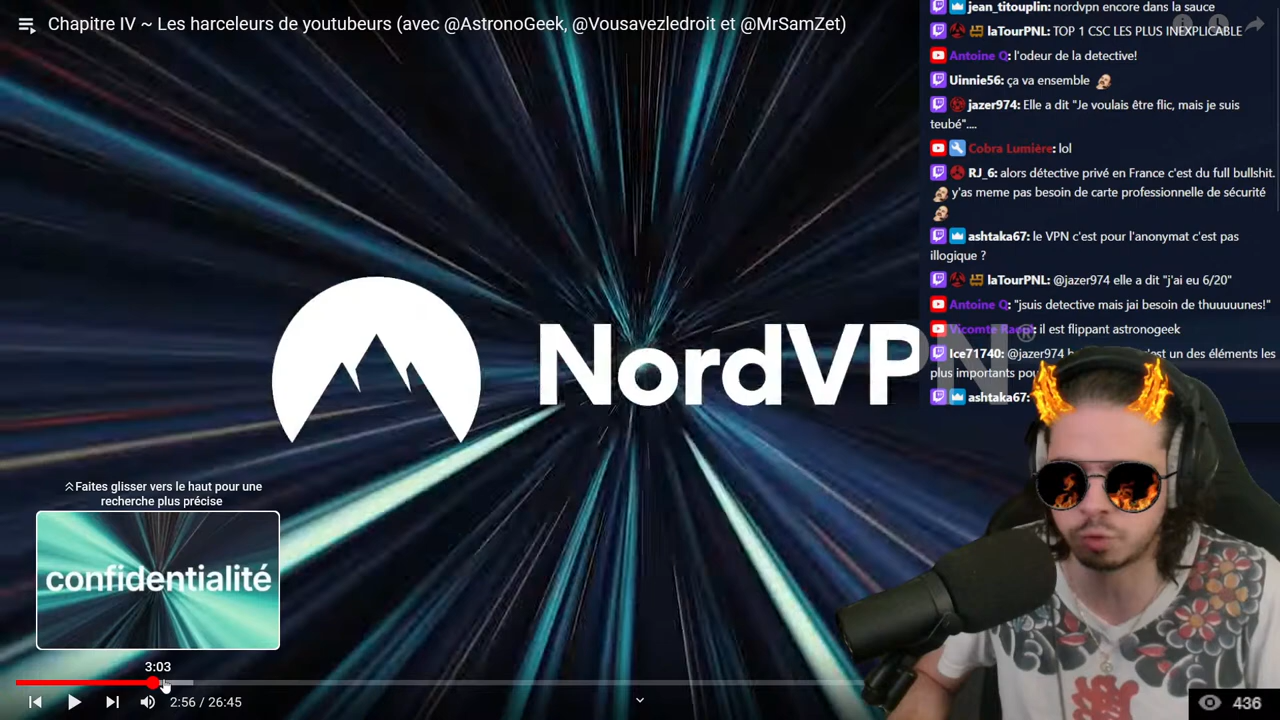 Chapitre IV ~ Les harceleurs de youtubeurs (avec @AstronoGeek, @Vousavezledroit et @MrSamZet)
jean_titouplin: nordvpn encore dans la sauce
laTourPNL: TOP 1 CSC LES PLUS INEXPLICABLE
Antoine Q: l'odeur de la detective!
Uinnie56: ça va ensemble
jazer974: Elle a dit "Je voulais être flic, mais je suis
teubé"....
Cobra Lumière: lol
RJ_6: alors détective privé en France c'est du full bullshit.
y'as meme pas besoin de carte professionnelle de sécurité
ashtaka67: le VPN c'est pour l'anonymat c'est pas
illogique ?
laTourPNL: @jazer974 elle a dit "j'ai eu 6/20"
Antoine Q: "jsuis detective mais jai besoin de thuuuuunes!"
Vicomte: il est flippant astronogeek
Ice71740: @jazer974 c'est un des éléments les
plus importants
ashtaka67:
NordVPN®
Faites glisser vers le haut pour une
recherche plus précise
confidentialité
3:03
2:56 / 26:45
436